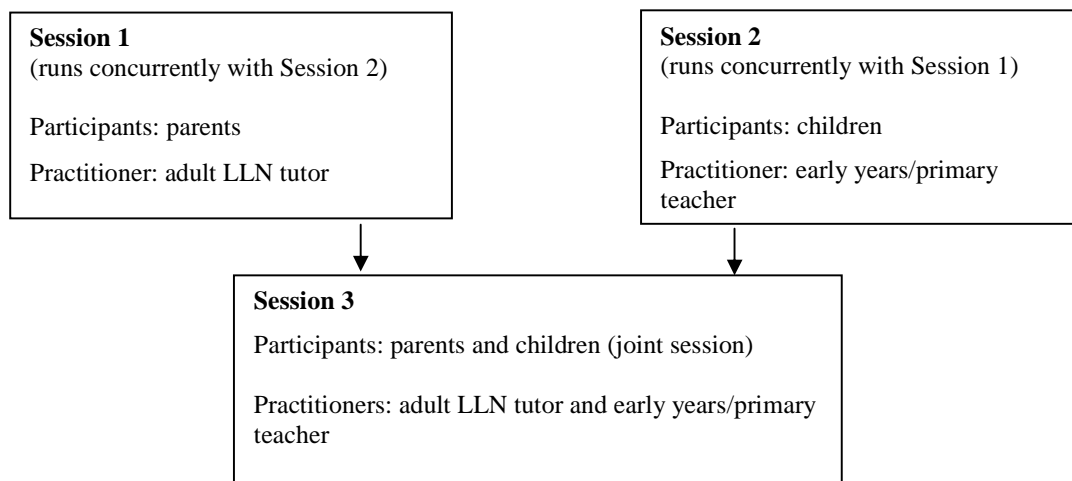 Session 1
(runs concurrently with Session 2)
Participants: parents
Practitioner: adult LLN tutor
Session 2
(runs concurrently with Session 1)
Participants: children
Practitioner: early years/primary
teacher
Session 3
Participants: parents and children (joint session)
Practitioners: adult LLN tutor and early years/primary
teacher